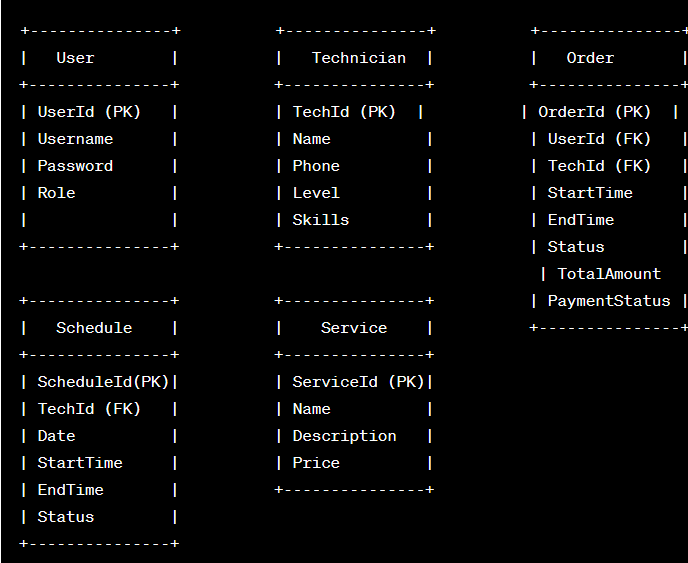 +---------------+          +---------------+          +---------------+
|   User        |          |   Technician  |          |   Order       |
+---------------+          +---------------+          +---------------+
| UserId (PK)   |          | TechId (PK)  |          | OrderId (PK)  |
| Username      |          | Name          |          | UserId (FK)   |
| Password      |          | Phone         |          | TechId (FK)   |
| Role          |          | Level         |          | StartTime     |
|               |          | Skills        |          | EndTime       |
+---------------+          +---------------+          | Status        |
                                                       | TotalAmount
+---------------+          +---------------+          | PaymentStatus |
|   Schedule    |          |    Service    |          +---------------+
+---------------+          +---------------+
| ScheduleId(PK)|          | ServiceId (PK)|
| TechId (FK)   |          | Name          |
| Date          |          | Description   |
| StartTime     |          | Price         |
| EndTime       |          +---------------+
| Status        |
+---------------+